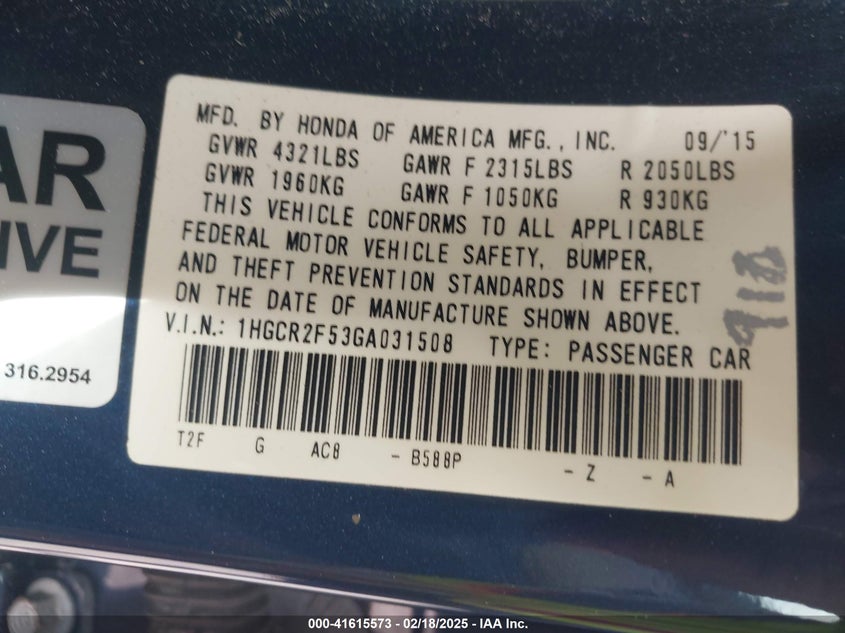 AR
IVE
316.2954
MFD. BY HONDA OF AMERICA MFG., INC. 09/'15
GVWR 4321LBS GAWR F 2315LBS R 2050LBS
GVWR 1960KG GAWR F 1050KG R 930KG
THIS VEHICLE CONFORMS TO ALL APPLICABLE
FEDERAL MOTOR VEHICLE SAFETY, BUMPER,
AND THEFT PREVENTION STANDARDS IN EFFECT
ON THE DATE OF MANUFACTURE SHOWN ABOVE.
V.I.N.: 1HGCR2F53GA031508 TYPE: PASSENGER CAR
T2F G AC8 - B588P - Z - A
000-41615573 - 02/18/2025 - IAA Inc.